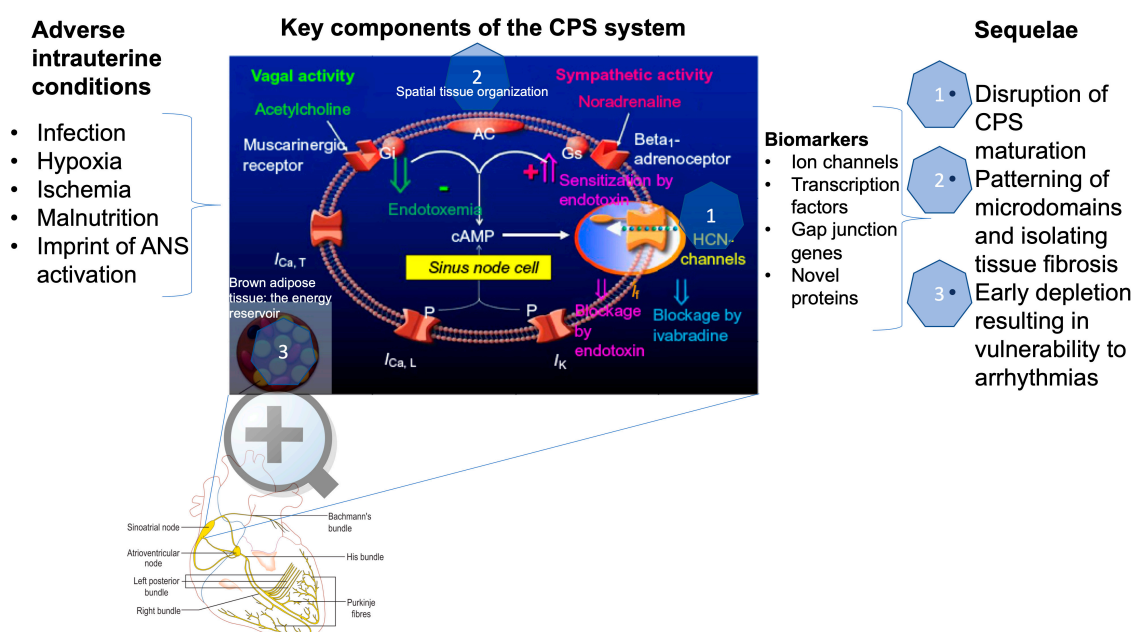 Adverse
intrauterine
conditions
• Infection
• Hypoxia
• Ischemia
• Malnutrition
• Imprint of ANS
activation
Key components of the CPS system
Vagal activity
2
Spatial tissue organization
Sympathetic activity
Acetylcholine
Noradrenaline
AC
Muscarinergic
receptor
Gi
Gs
Beta1-
adrenoceptor
-
+
Sensitization by
endotoxin
Endotoxemia
1
cAMP
HCN-
channels
Sinus node cell
ICa, T
If
Brown adipose
tissue: the energy
reservoir
P
P
Blockage
by
endotoxin
Blockage by
ivabradine
3
ICa, L
IK
Biomarkers
• Ion channels
• Transcription
factors
• Gap junction
genes
• Novel
proteins
Sequelae
1 • Disruption of
CPS
maturation
2 • Patterning of
microdomains
and isolating
tissue fibrosis
3 • Early depletion
resulting in
vulnerability to
arrhythmias
Sinoatrial node
Bachmann's
bundle
Atrioventricular
node
His bundle
Left posterior
bundle
Right bundle
Purkinje
fibres